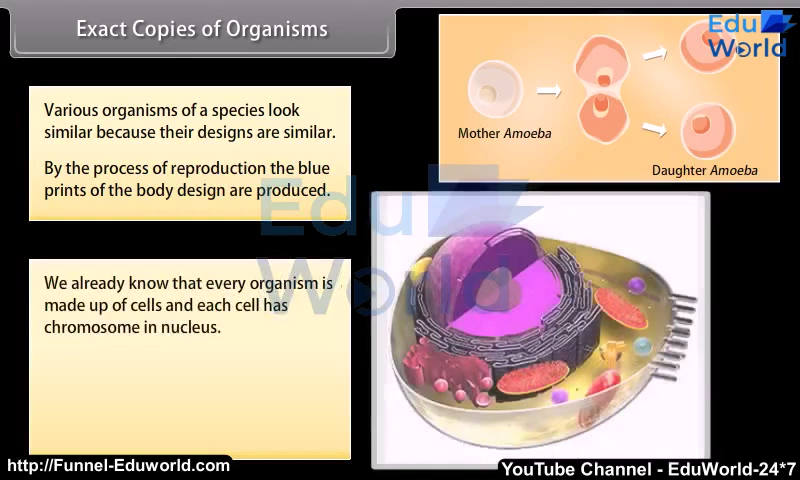 Exact Copies of Organisms
Edu
World
Various organisms of a species look
similar because their designs are similar.
By the process of reproduction the blue
prints of the body design are produced.
Mother Amoeba
Daughter Amoeba
Edu
World
We already know that every organism is
made up of cells and each cell has
chromosome in nucleus.
http://Funnel-Eduworld.com
YouTube Channel - EduWorld-24*7